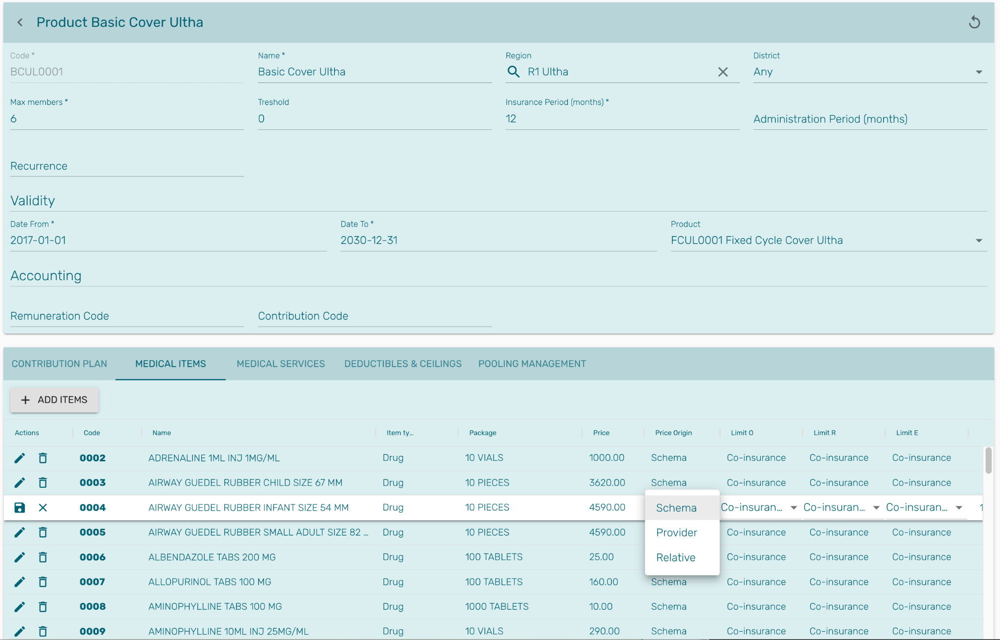 Product Basic Cover Ultha
Code * Name * Region District
BCUL0001 Basic Cover Ultha R1 Ultha Any
Max members * Treshold Insurance Period (months) *
6 0 12 Administration Period (months)
Recurrence
Validity
Date From * Date To * Product
2017-01-01 2030-12-31 FCUL0001 Fixed Cycle Cover Ultha
Accounting
Remuneration Code Contribution Code
CONTRIBUTION PLAN MEDICAL ITEMS MEDICAL SERVICES DEDUCTIBLES & CEILINGS POOLING MANAGEMENT
+ ADD ITEMS
Actions Code Name Item ty... Package Price Price Origin Limit O Limit R Limit E
0002 ADRENALINE 1ML INJ 1MG/ML Drug 10 VIALS 1000.00 Schema Co-insurance Co-insurance Co-insurance
0003 AIRWAY GUEDEL RUBBER CHILD SIZE 67 MM Drug 10 PIECES 3620.00 Schema Co-insurance Co-insurance Co-insurance
0004 AIRWAY GUEDEL RUBBER INFANT SIZE 54 MM Drug 10 PIECES 4590.00 Schema Co-insuran... Co-insuran... Co-insuran...
0005 AIRWAY GUEDEL RUBBER SMALL ADULT SIZE 82 ... Drug 10 PIECES 4590.00 Provider Co-insurance Co-insurance Co-insurance
0006 ALBENDAZOLE TABS 200 MG Drug 100 TABLETS 25.00 Relative Co-insurance Co-insurance Co-insurance
0007 ALLOPURINOL TABS 100 MG Drug 100 TABLETS 160.00 Schema Co-insurance Co-insurance Co-insurance
0008 AMINOPHYLLINE TABS 100 MG Drug 1000 TABLETS 10.00 Schema Co-insurance Co-insurance Co-insurance
0009 AMINOPHYLLINE 10ML INJ 25MG/ML Drug 10 VIALS 290.00 Schema Co-insurance Co-insurance Co-insurance